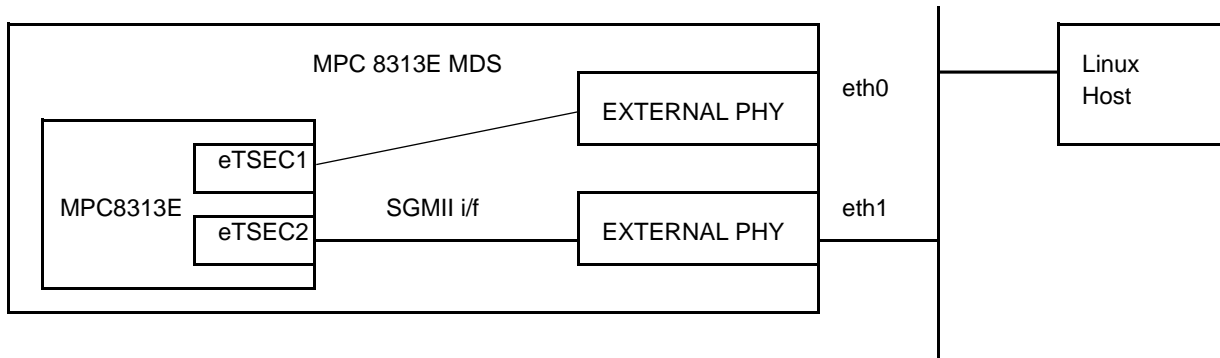 MPC 8313E MDS
eth0
Linux
Host
EXTERNAL PHY
eTSEC1
MPC8313E
SGMII i/f
eth1
eTSEC2
EXTERNAL PHY